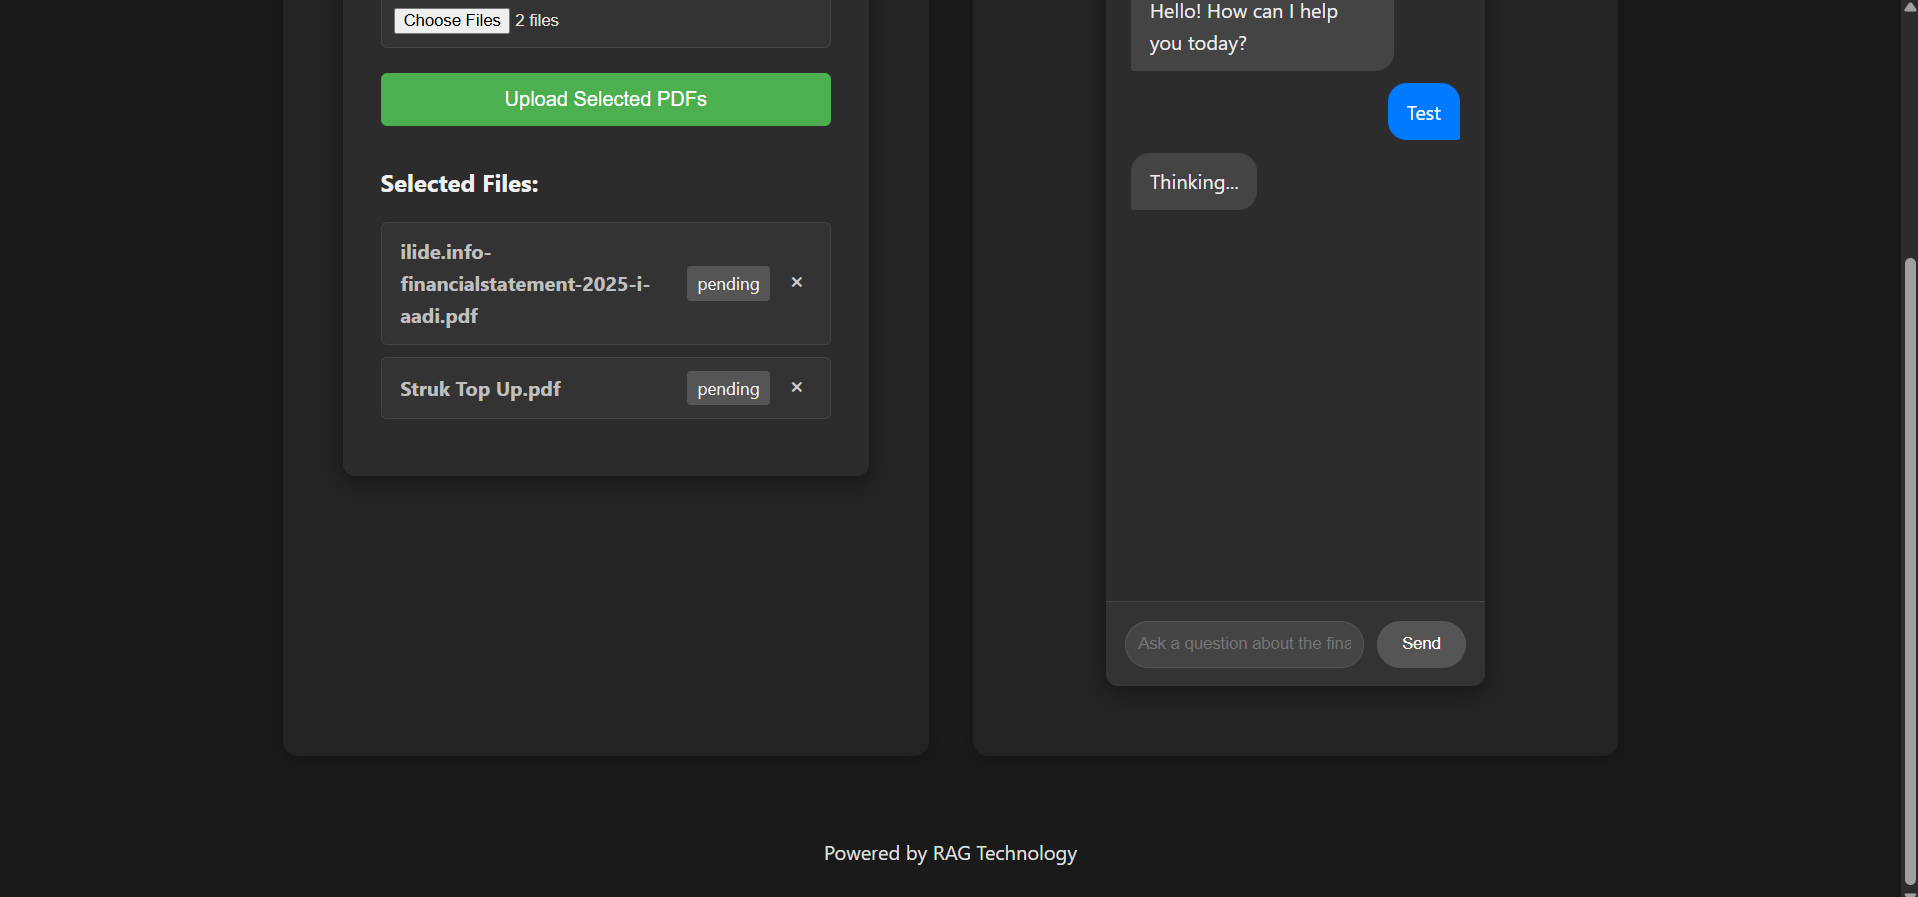 Choose Files 2 files
Upload Selected PDFs
Selected Files:
ilide.info-
financialstatement-2025-i-
aadi.pdf
pending ×
Struk Top Up.pdf
pending ×
Hello! How can I help
you today?
Test
Thinking...
Ask a question about the fina
Send
Powered by RAG Technology